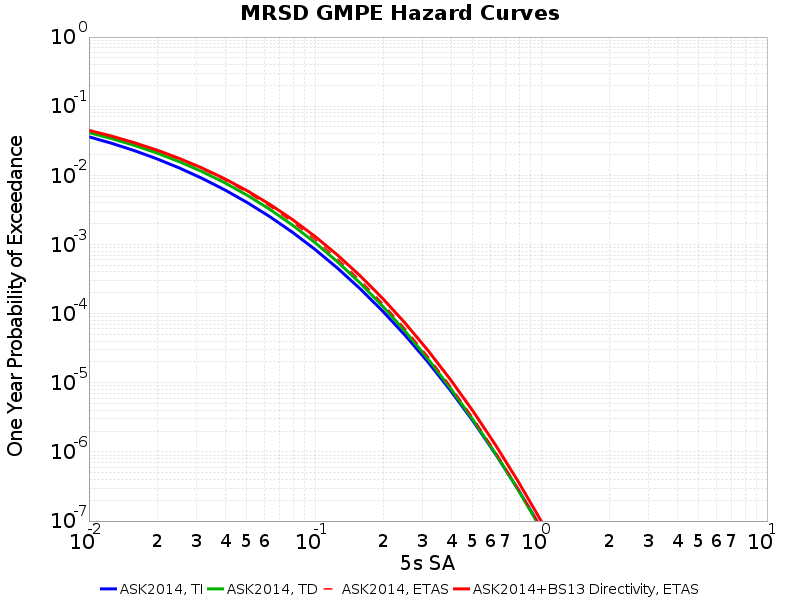 MRSD GMPE Hazard Curves
One Year Probability of Exceedance
10^0
10^-1
10^-2
10^-3
10^-4
10^-5
10^-6
10^-7
10^-2 2 3 4 5 6 10^-1 2 3 4 5 6 7 10^0 2 3 4 5 6 7 10^1
5s SA
ASK2014, TI ASK2014, TD ASK2014, ETAS ASK2014+BS13 Directivity, ETAS